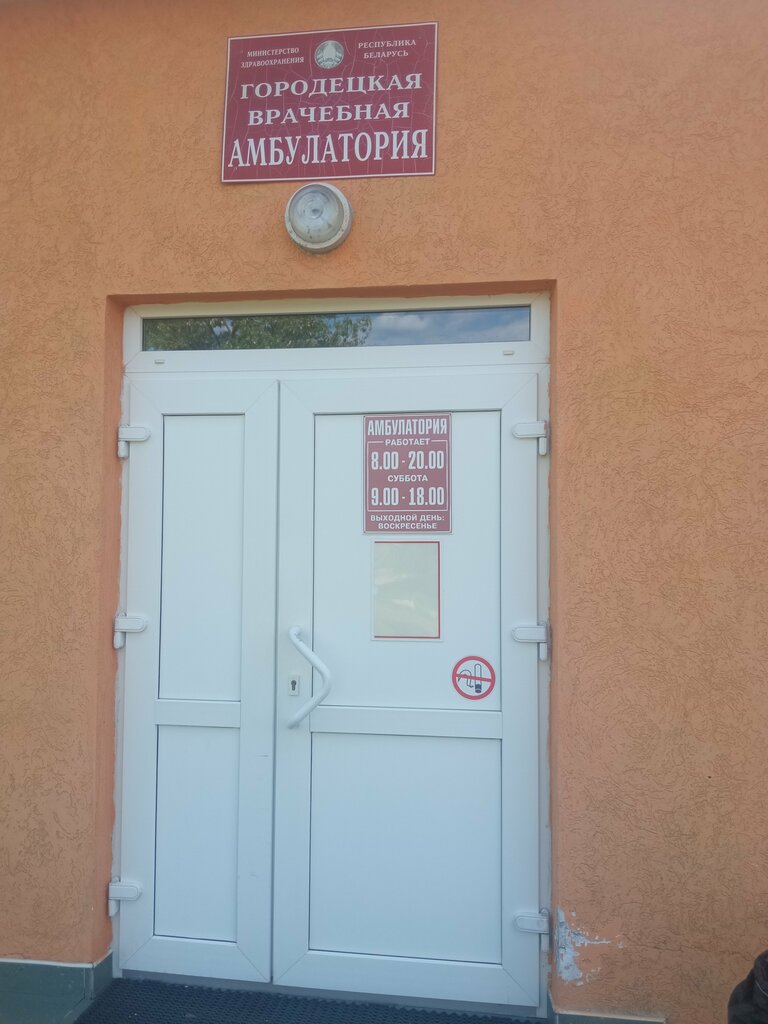 МИНИСТЕРСТВО
ЗДРАВООХРАНЕНИЯ
РЕСПУБЛИКА
БЕЛАРУСЬ
ГОРОДЕЦКАЯ
ВРАЧЕБНАЯ
АМБУЛАТОРИЯ
АМБУЛАТОРИЯ
РАБОТАЕТ
8.00 - 20.00
СУББОТА
9.00 - 18.00
ВЫХОДНОЙ ДЕНЬ:
ВОСКРЕСЕНЬЕ